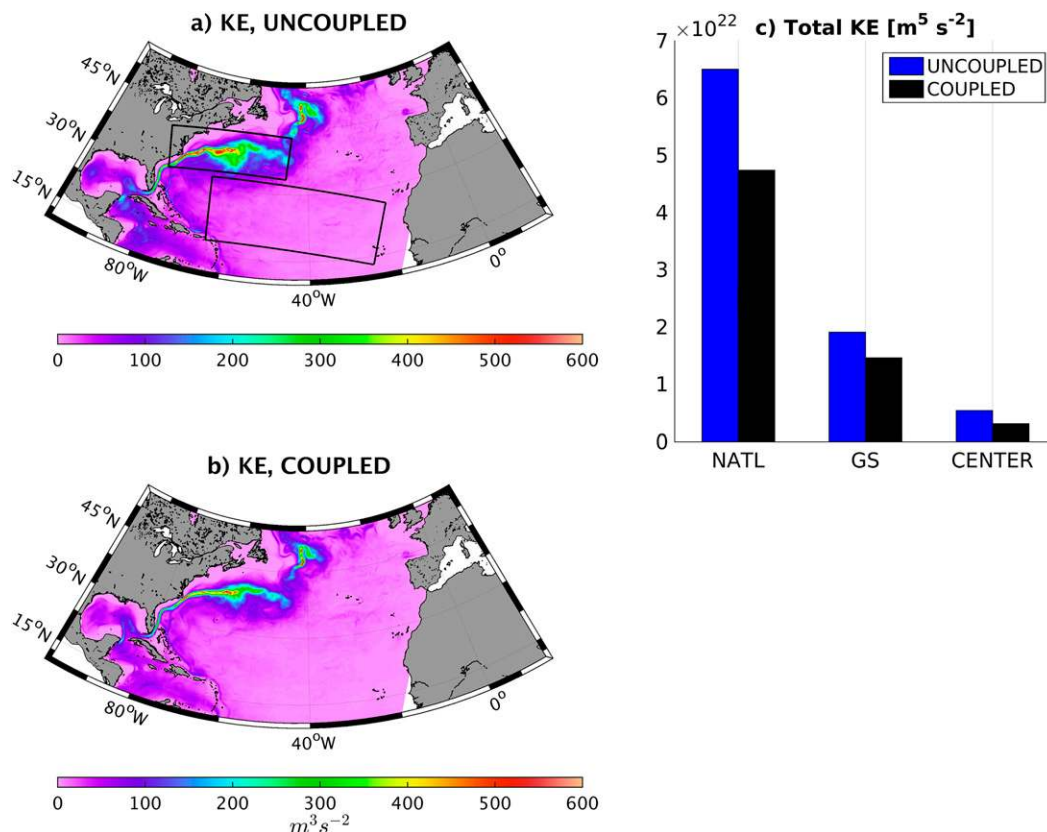 a) KE, UNCOUPLED
45°N
30°N
15°N
80°W
40°W
0°
0 100 200 300 400 500 600
b) KE, COUPLED
45°N
30°N
15°N
80°W
40°W
0°
0 100 200 300 400 500 600
m³s⁻²
c) Total KE [m⁵ s⁻²]
×10²²
7
6
5
4
3
2
1
0
UNCOUPLED
COUPLED
NATL GS CENTER